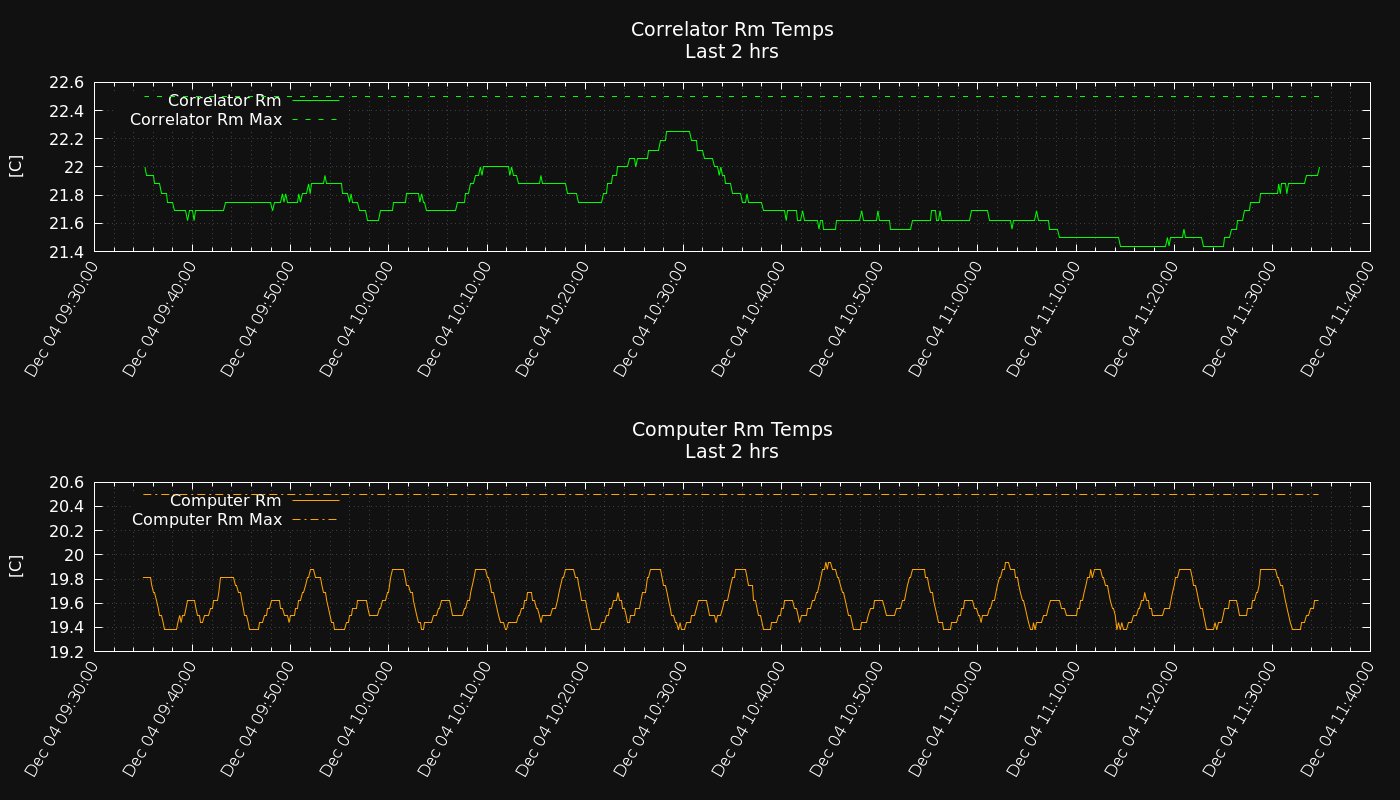 Correlator Rm Temps
Last 2 hrs
22.6
22.4
22.2
22
21.8
21.6
21.4
[C]
Correlator Rm
Correlator Rm Max
Dec 04 09:30:00
Dec 04 09:40:00
Dec 04 09:50:00
Dec 04 10:00:00
Dec 04 10:10:00
Dec 04 10:20:00
Dec 04 10:30:00
Dec 04 10:40:00
Dec 04 10:50:00
Dec 04 11:00:00
Dec 04 11:10:00
Dec 04 11:20:00
Dec 04 11:30:00
Dec 04 11:40:00
Computer Rm Temps
Last 2 hrs
20.6
20.4
20.2
20
19.8
19.6
19.4
19.2
[C]
Computer Rm
Computer Rm Max
Dec 04 09:30:00
Dec 04 09:40:00
Dec 04 09:50:00
Dec 04 10:00:00
Dec 04 10:10:00
Dec 04 10:20:00
Dec 04 10:30:00
Dec 04 10:40:00
Dec 04 10:50:00
Dec 04 11:00:00
Dec 04 11:10:00
Dec 04 11:20:00
Dec 04 11:30:00
Dec 04 11:40:00